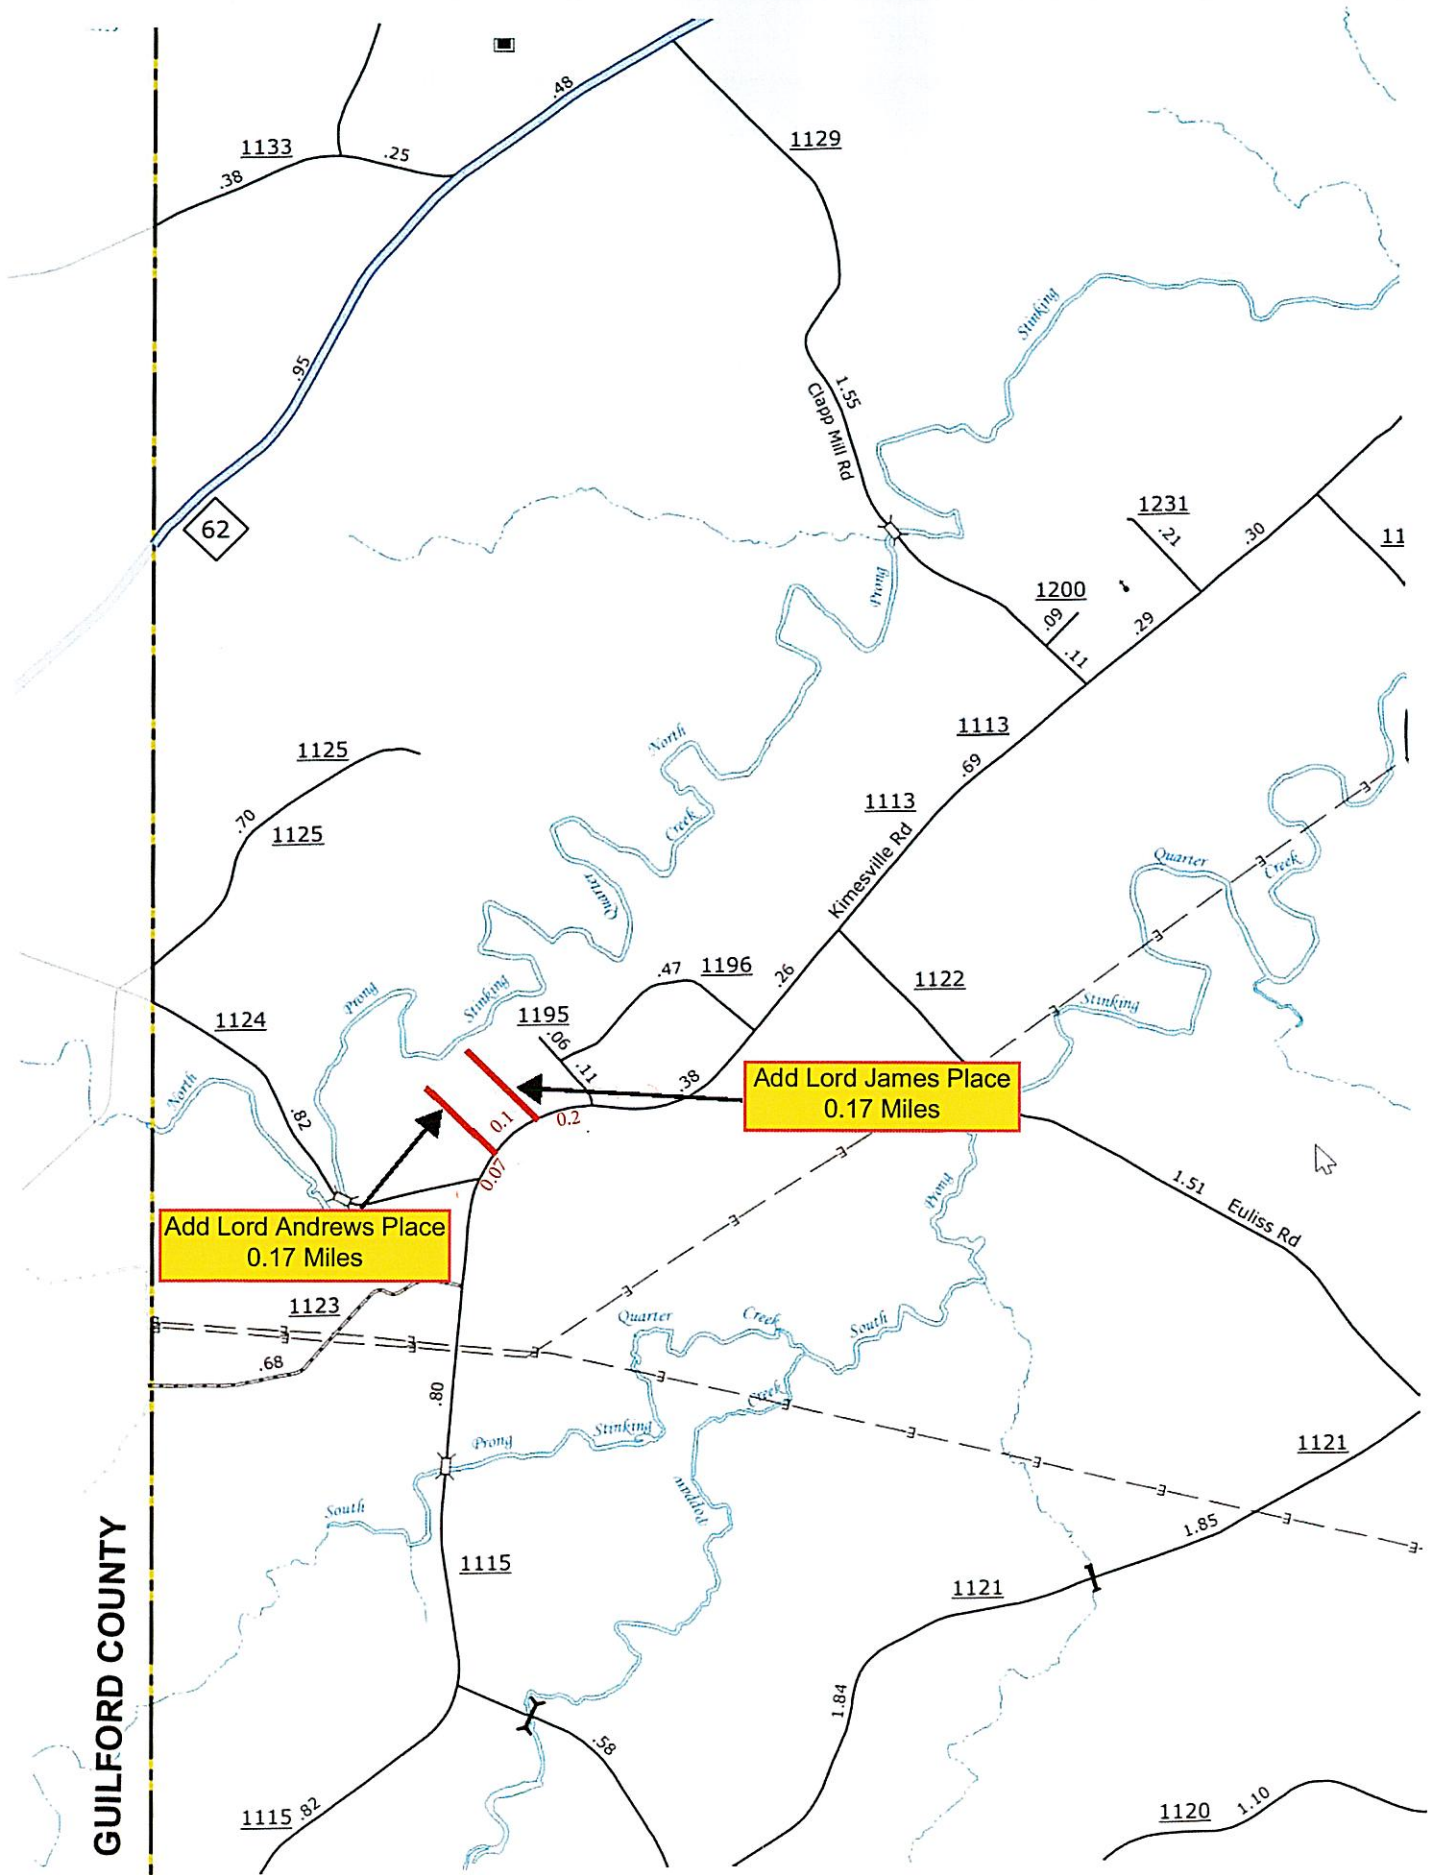 .48
1133
.25
.38
1129
Stinking
.95
1.55
Clapp Mill Rd
62
1231
.21
.30
11
Prong
1200
.09
.29
.11
1125
North
1113
.69
.70
1125
Creek
1113
Quarter
Kimesville Rd
Quarter
Creek
.47
1196
.26
1122
Prong
Stinking
Stinking
1124
1195
.06
.11
North
.38
Add Lord James Place
0.17 Miles
.82
0.1
0.2
0.07
Prong
1.51
Euliss Rd
Add Lord Andrews Place
0.17 Miles
1123
Quarter
Creek
South
.68
.80
Creek
Prong
Stinking
1121
South
Poppaw
1.85
GUILFORD COUNTY
1115
1121
1.84
.58
1115
.82
1120
1.10